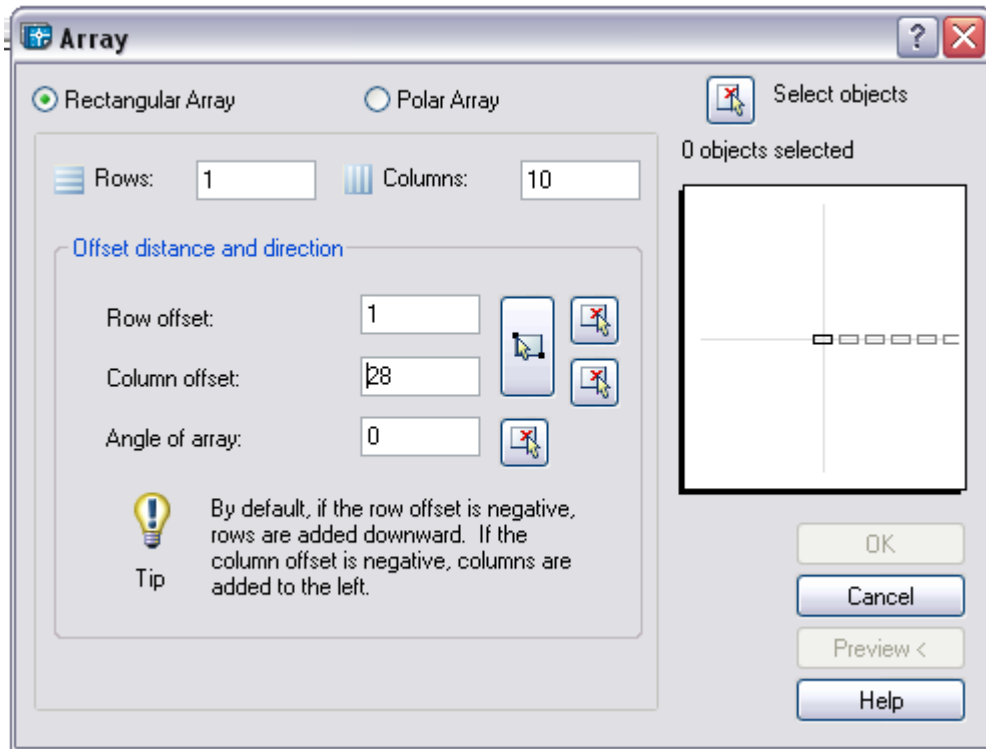 Array
Rectangular Array
Polar Array
Select objects
0 objects selected
Rows: 1
Columns: 10
Offset distance and direction
Row offset: 1
Column offset: 28
Angle of array: 0
Tip
By default, if the row offset is negative,
rows are added downward. If the
column offset is negative, columns are
added to the left.
OK
Cancel
Preview <
Help